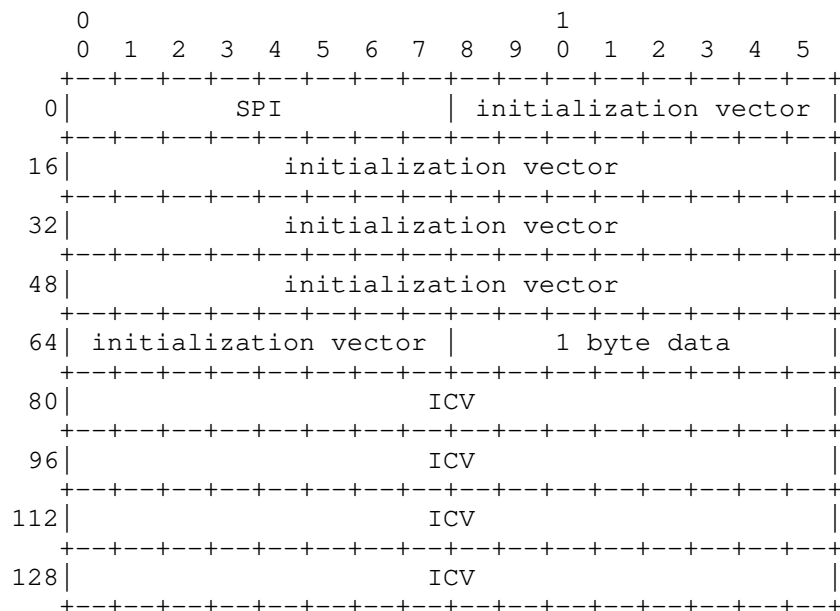 0 1
0 1 2 3 4 5 6 7 8 9 0 1 2 3 4 5
+--+--+--+--+--+--+--+--+--+--+--+--+--+--+--+--+
0| SPI | initialization vector |
+--+--+--+--+--+--+--+--+--+--+--+--+--+--+--+--+
16| initialization vector |
+--+--+--+--+--+--+--+--+--+--+--+--+--+--+--+--+
32| initialization vector |
+--+--+--+--+--+--+--+--+--+--+--+--+--+--+--+--+
48| initialization vector |
+--+--+--+--+--+--+--+--+--+--+--+--+--+--+--+--+
64| initialization vector | 1 byte data |
+--+--+--+--+--+--+--+--+--+--+--+--+--+--+--+--+
80| ICV |
+--+--+--+--+--+--+--+--+--+--+--+--+--+--+--+--+
96| ICV |
+--+--+--+--+--+--+--+--+--+--+--+--+--+--+--+--+
112| ICV |
+--+--+--+--+--+--+--+--+--+--+--+--+--+--+--+--+
128| ICV |
+--+--+--+--+--+--+--+--+--+--+--+--+--+--+--+--+